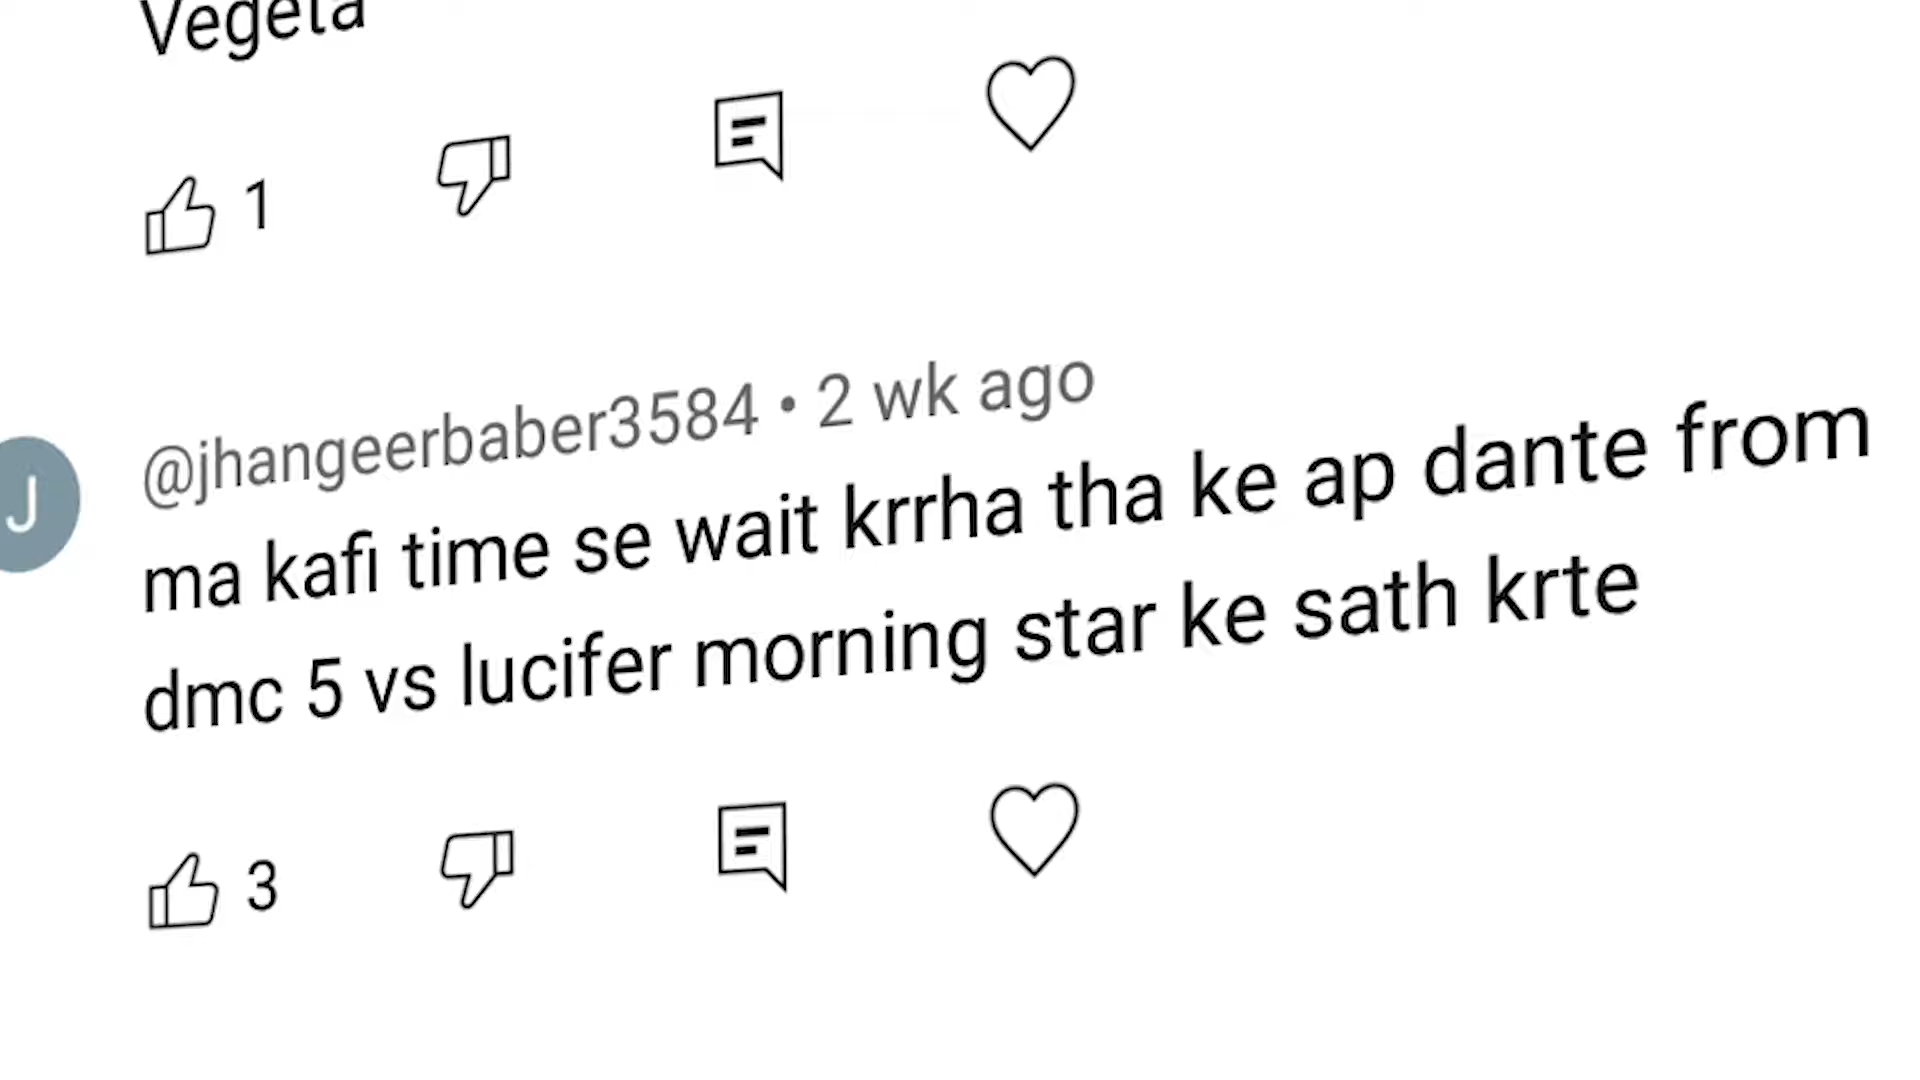 Vegeta
1
@jhangeerbaber3584 • 2 wk ago
J
ma kafi time se wait krrha tha ke ap dante from
dmc 5 vs lucifer morning star ke sath krte
3